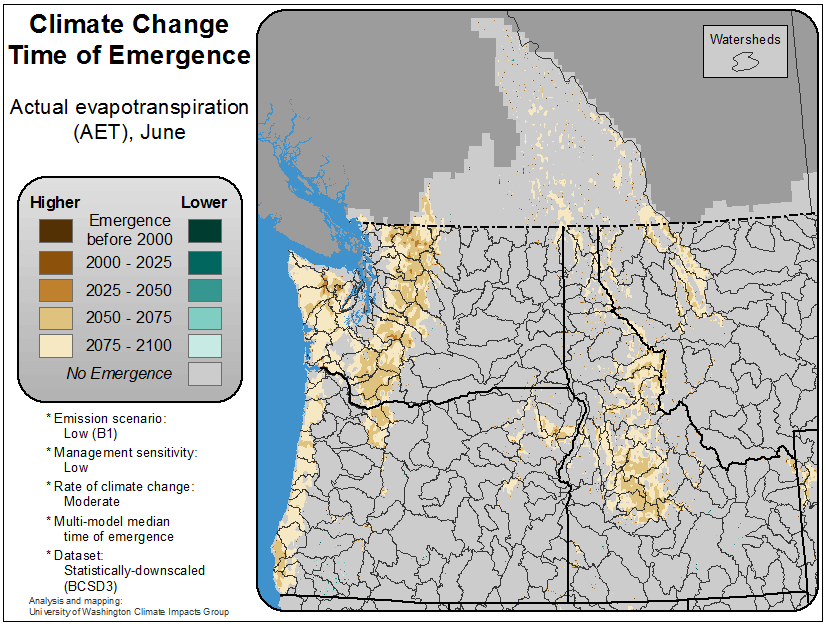 Climate Change
Time of Emergence
Actual evapotranspiration
(AET), June
Higher
Lower
Emergence
before 2000
2000 - 2025
2025 - 2050
2050 - 2075
2075 - 2100
No Emergence
* Emission scenario:
Low (B1)
* Management sensitivity:
Low
* Rate of climate change:
Moderate
* Multi-model median
time of emergence
* Dataset:
Statistically-downscaled
(BCSD3)
Analysis and mapping:
University of Washington Climate Impacts Group
Watersheds